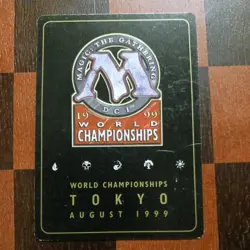 MAGIC: THE GATHERING
M
DCI
19 99
WORLD
CHAMPIONSHIPS
WORLD CHAMPIONSHIPS
TOKYO
AUGUST 1999